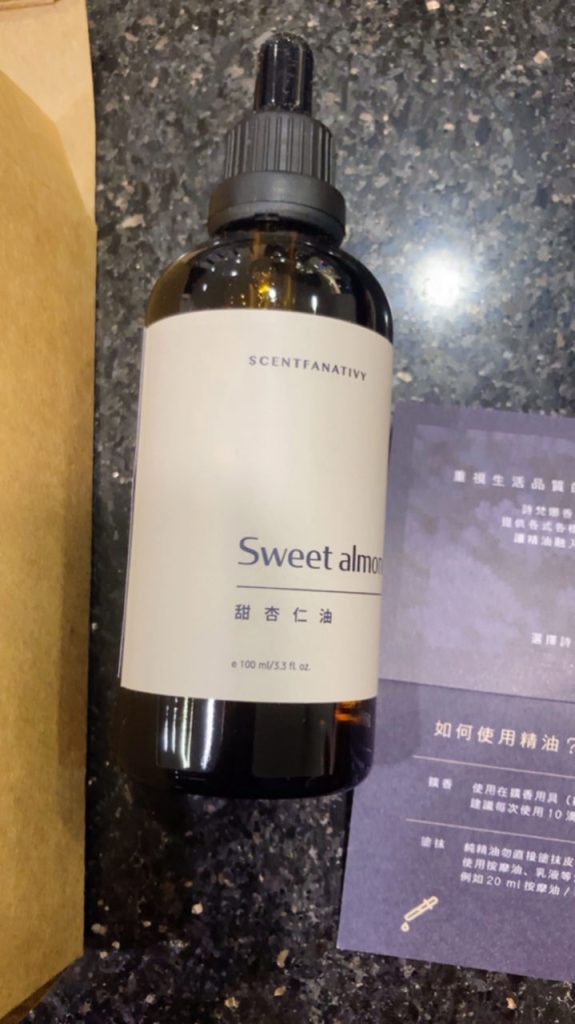 SCENTFANATIVY
Sweet almon
甜杏仁油
e 100 ml/3.3 fl. oz.
重視生活品質
詩梵娜香
提供各式各
讓精油融入
選擇詩
如何使用精油？
擴香 使用在擴香用具
建議每次使用 10 滴
塗抹 純精油勿直接塗抹皮
使用按摩油、乳液等
例如 20 ml 按摩油 /